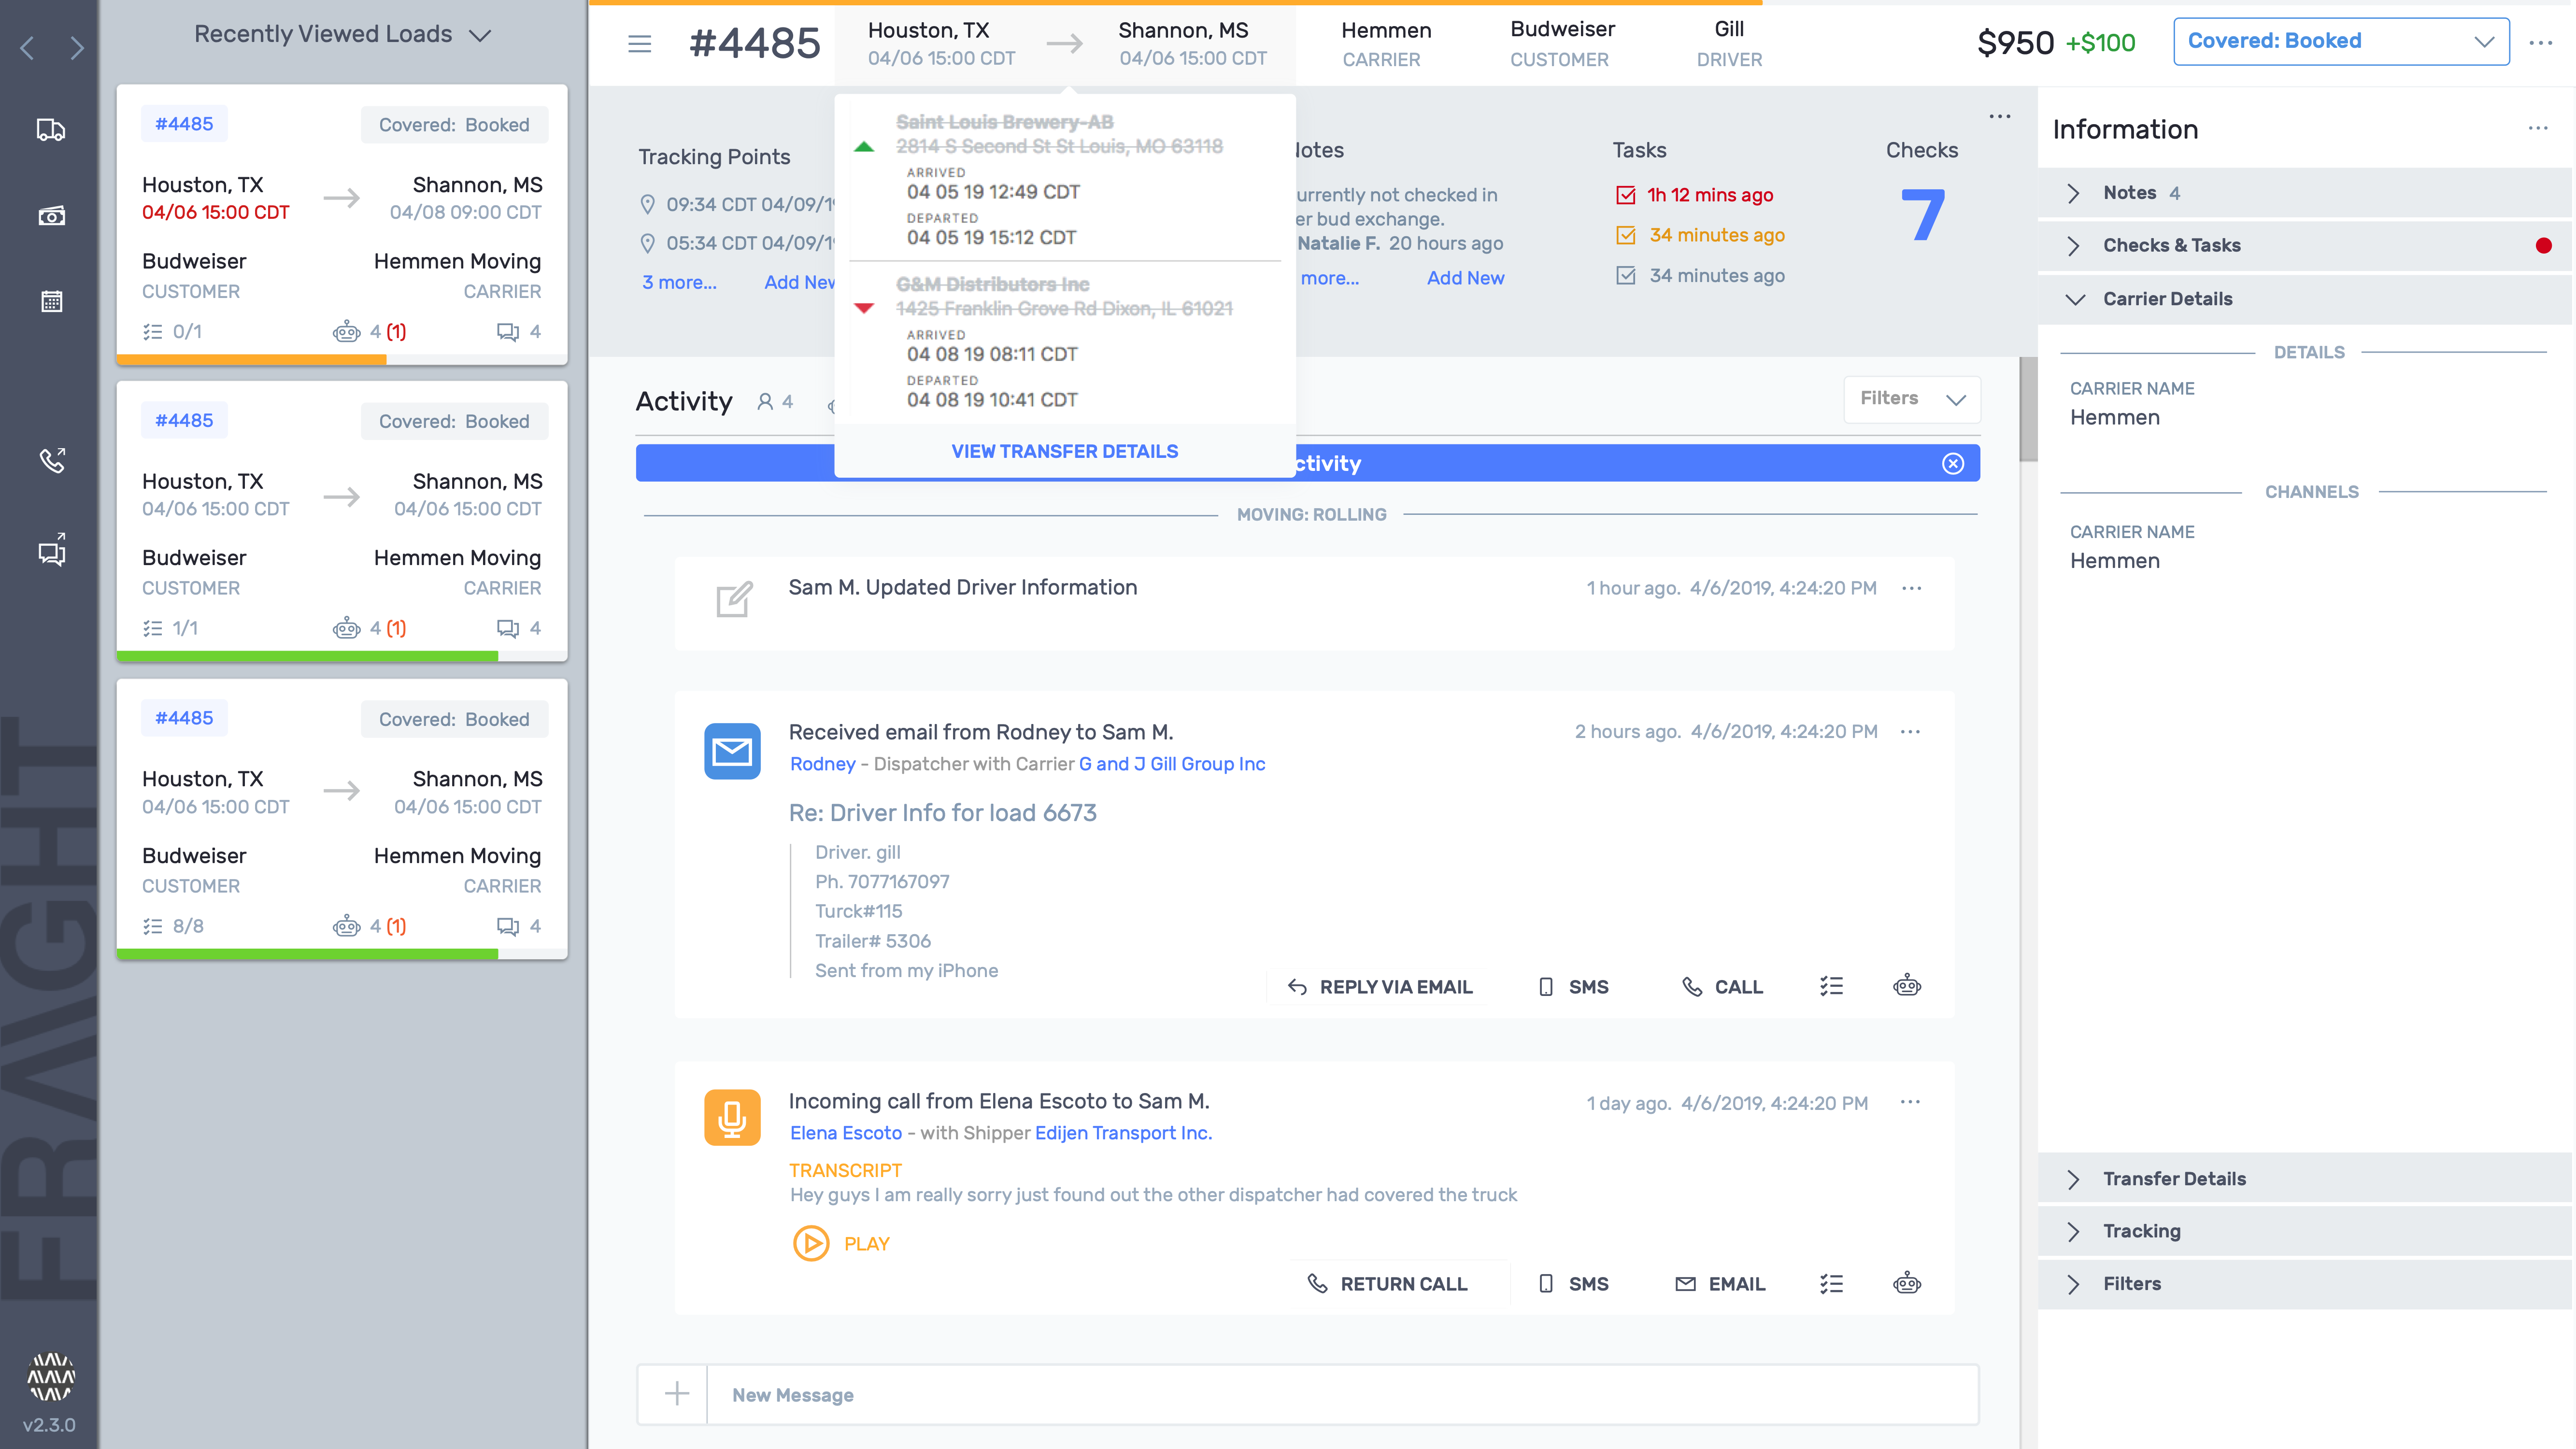 Recently Viewed Loads
#4485
Covered: Booked
Houston, TX
Shannon, MS
04/06 15:00 CDT
04/08 09:00 CDT
Budweiser
Hemmen Moving
CUSTOMER
CARRIER
0/1
4 (1)
4
#4485
Covered: Booked
Houston, TX
Shannon, MS
04/06 15:00 CDT
04/06 15:00 CDT
Budweiser
Hemmen Moving
CUSTOMER
CARRIER
1/1
4 (1)
4
#4485
Covered: Booked
Houston, TX
Shannon, MS
04/06 15:00 CDT
04/06 15:00 CDT
Budweiser
Hemmen Moving
CUSTOMER
CARRIER
8/8
4 (1)
4
FRAGHT
v2.3.0
#4485
Houston, TX
04/06 15:00 CDT
Shannon, MS
04/06 15:00 CDT
Hemmen
CARRIER
Budweiser
CUSTOMER
Gill
DRIVER
$950 +$100
Covered: Booked
Tracking Points
09:34 CDT 04/09/1
05:34 CDT 04/09/1
3 more...
Add New
Saint Louis Brewery-AB
2814 S Second St St Louis, MO 63118
ARRIVED
04 05 19 12:49 CDT
DEPARTED
04 05 19 15:12 CDT
G&M Distributors Inc
1425 Franklin Grove Rd Dixon, IL 61021
ARRIVED
04 08 19 08:11 CDT
DEPARTED
04 08 19 10:41 CDT
VIEW TRANSFER DETAILS
Notes
urrently not checked in
er bud exchange.
Natalie F. 20 hours ago
more...
Add New
Tasks
1h 12 mins ago
34 minutes ago
34 minutes ago
Checks
7
Activity
4
Filters
ctivity
MOVING: ROLLING
Sam M. Updated Driver Information
1 hour ago. 4/6/2019, 4:24:20 PM
Received email from Rodney to Sam M.
2 hours ago. 4/6/2019, 4:24:20 PM
Rodney - Dispatcher with Carrier G and J Gill Group Inc
Re: Driver Info for load 6673
Driver. gill
Ph. 7077167097
Turck#115
Trailer# 5306
Sent from my iPhone
REPLY VIA EMAIL
SMS
CALL
Incoming call from Elena Escoto to Sam M.
1 day ago. 4/6/2019, 4:24:20 PM
Elena Escoto - with Shipper Edijen Transport Inc.
TRANSCRIPT
Hey guys I am really sorry just found out the other dispatcher had covered the truck
PLAY
RETURN CALL
SMS
EMAIL
New Message
Information
Notes 4
Checks & Tasks
Carrier Details
DETAILS
CARRIER NAME
Hemmen
CHANNELS
CARRIER NAME
Hemmen
Transfer Details
Tracking
Filters